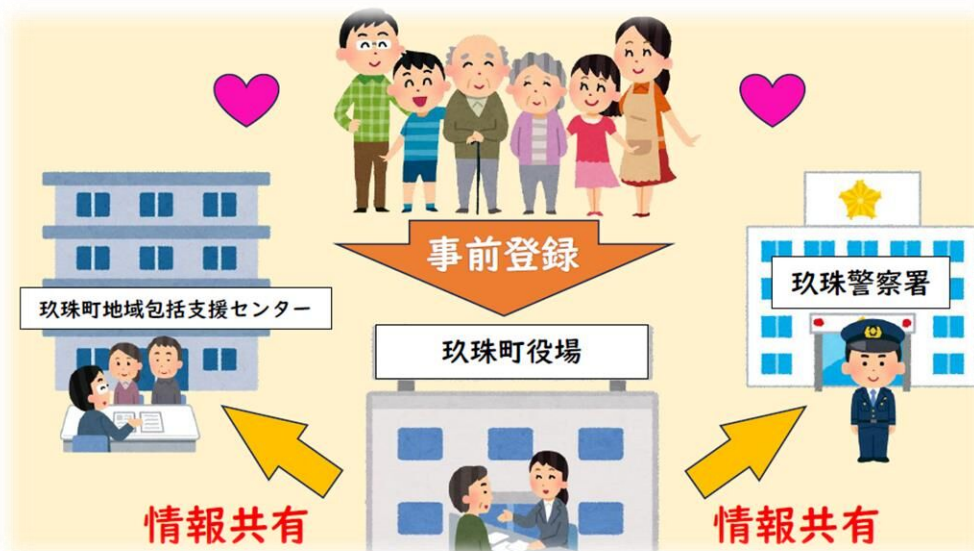 事前登録
玖珠町地域包括支援センター
玖珠町役場
玖珠警察署
情報共有
情報共有